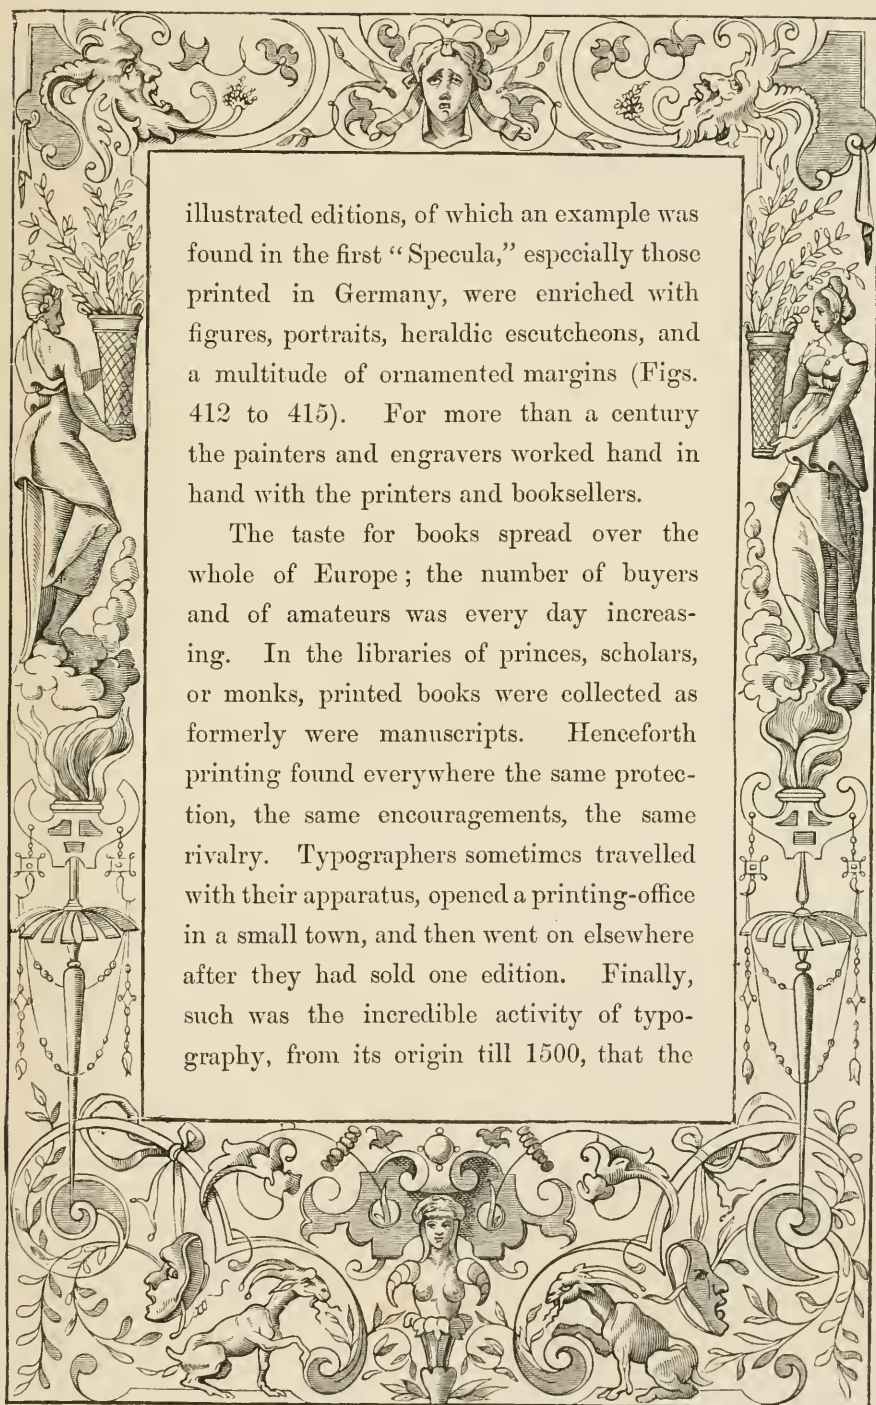 illustrated editions, of which an example was
found in the first “Specula,” especially those
printed in Germany, were enriched with
figures, portraits, heraldic escutcheons, and
a multitude of ornamented margins (Figs.
412 to 415). For more than a century
the painters and engravers worked hand in
hand with the printers and booksellers.
The taste for books spread over the
whole of Europe; the number of buyers
and of amateurs was every day increas-
ing. In the libraries of princes, scholars,
or monks, printed books were collected as
formerly were manuscripts. Henceforth
printing found everywhere the same protec-
tion, the same encouragements, the same
rivalry. Typographers sometimes travelled
with their apparatus, opened a printing-office
in a small town, and then went on elsewhere
after they had sold one edition. Finally,
such was the incredible activity of typo-
graphy, from its origin till 1500, that the